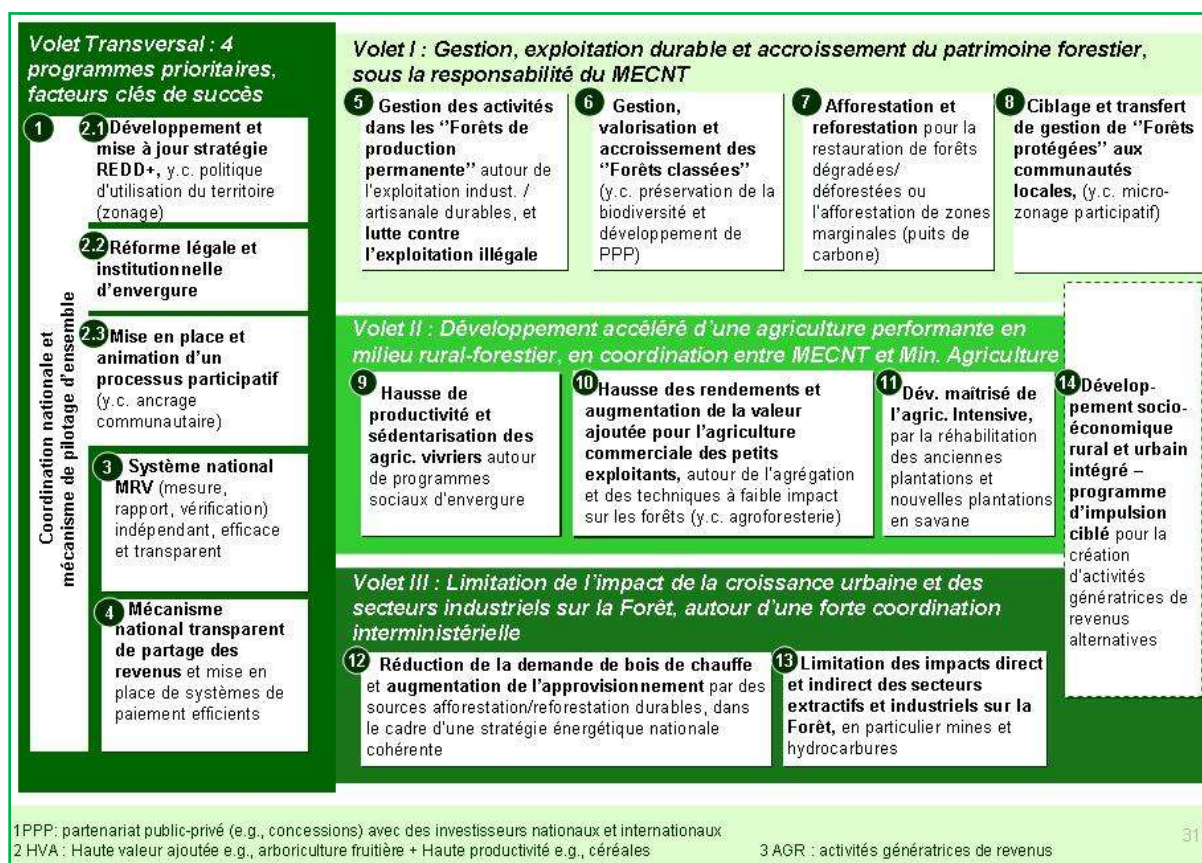 Volet Transversal : 4
programmes prioritaires,
facteurs clés de succès
1
Coordination nationale et
mécanisme de pilotage d'ensemble
2.1 Développement et
mise à jour stratégie
REDD+, y.c. politique
d'utilisation du territoire
(zonage)
2.2 Réforme légale et
institutionnelle
d'envergure
2.3 Mise en place et
animation d'un
processus participatif
(y.c. ancrage
communautaire)
3 Système national
MRV (mesure,
rapport, vérification)
indépendant, efficace
et transparent
4 Mécanisme
national transparent
de partage des
revenus et mise en
place de systèmes de
paiement efficients
Volet I : Gestion, exploitation durable et accroissement du patrimoine forestier,
sous la responsabilité du MECNT
5 Gestion des activités
dans les ‘’Forêts de
production
permanente’’ autour de
l'exploitation indust. /
artisanale durables, et
lutte contre
l'exploitation illégale
6 Gestion,
valorisation et
accroissement des
‘’Forêts classées’’
(y.c. préservation de la
biodiversité et
développement de
PPP)
7 Afforestation et
reforestation pour la
restauration de forêts
dégradées/
déforestées ou
l'afforestation de zones
marginales (puits de
carbone)
8 Ciblage et transfert
de gestion de ‘’Forêts
protégées’’ aux
communautés
locales, (y.c. micro-
zonage participatif)
Volet II : Développement accéléré d'une agriculture performante en
milieu rural-forestier, en coordination entre MECNT et Min. Agriculture
9 Hausse de
productivité et
sédentarisation des
agric. vivriers autour
de programmes
sociaux d'envergure
10 Hausse des rendements et
augmentation de la valeur
ajoutée pour l'agriculture
commerciale des petits
exploitants, autour de l'agrégation
et des techniques à faible impact
sur les forêts (y.c. agroforesterie)
11 Dév. maîtrisé de
l'agric. Intensive,
par la réhabilitation
des anciennes
plantations et
nouvelles plantations
en savane
14 Dévelop-
pement socio-
économique
rural et urbain
intégré –
programme
d'impulsion
ciblé pour la
création
d'activités
génératrices de
revenus
alternatives
Volet III : Limitation de l'impact de la croissance urbaine et des
secteurs industriels sur la Forêt, autour d'une forte coordination
interministérielle
12 Réduction de la demande de bois de chauffe
et augmentation de l'approvisionnement par des
sources afforestation/reforestation durables, dans
le cadre d'une stratégie énergétique nationale
cohérente
13 Limitation des impacts direct
et indirect des secteurs
extractifs et industriels sur la
Forêt, en particulier mines et
hydrocarbures
1PPP: partenariat public-privé (e.g., concessions) avec des investisseurs nationaux et internationaux
2 HVA : Haute valeur ajoutée e.g., arboriculture fruitière + Haute productivité e.g., céréales
3 AGR : activités génératrices de revenus
31